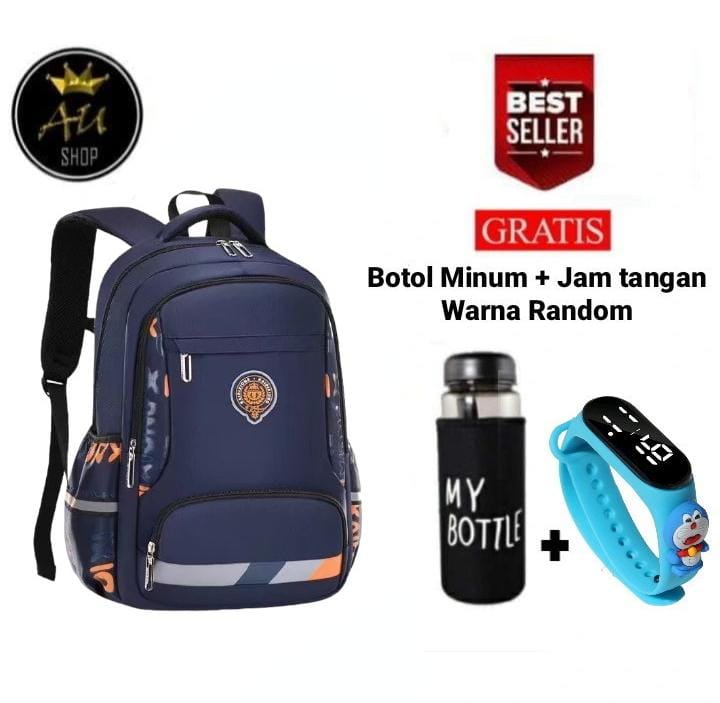 AU
SHOP
BEST
SELLER
GRATIS
Botol Minum + Jam tangan
Warna Random
MY
BOTTLE
+